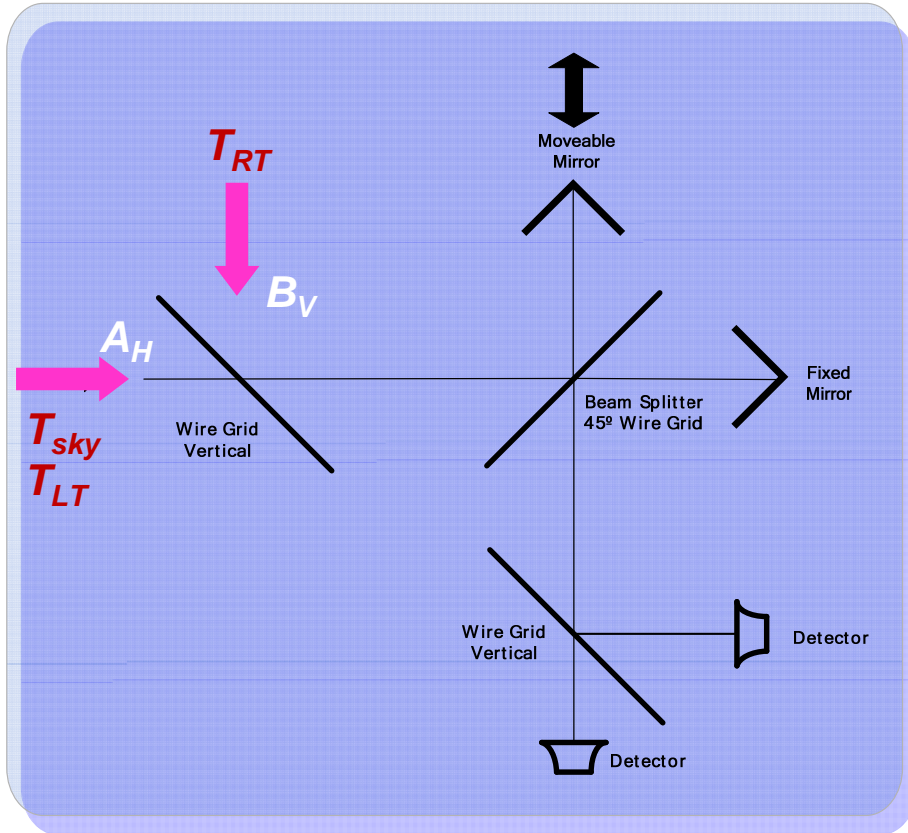 Moveable
Mirror
T_RT
B_V
A_H
Fixed
Mirror
Beam Splitter
45º Wire Grid
Wire Grid
Vertical
T_sky
T_LT
Wire Grid
Vertical
Detector
Detector